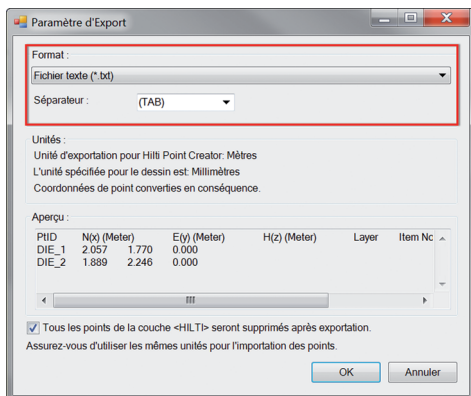 Paramètre d'Export
Format :
Fichier texte (*.txt)
Séparateur : (TAB)
Unités :
Unité d'exportation pour Hilti Point Creator: Mètres
L'unité spécifiée pour le dessin est: Millimètres
Coordonnées de point converties en conséquence.
Aperçu :
PtID N(x) (Meter) E(y) (Meter) H(z) (Meter) Layer Item Nc
DIE_1 2.057 1.770 0.000
DIE_2 1.889 2.246 0.000
Tous les points de la couche <HILTI> seront supprimés après exportation.
Assurez-vous d'utiliser les mêmes unités pour l'importation des points.
OK Annuler